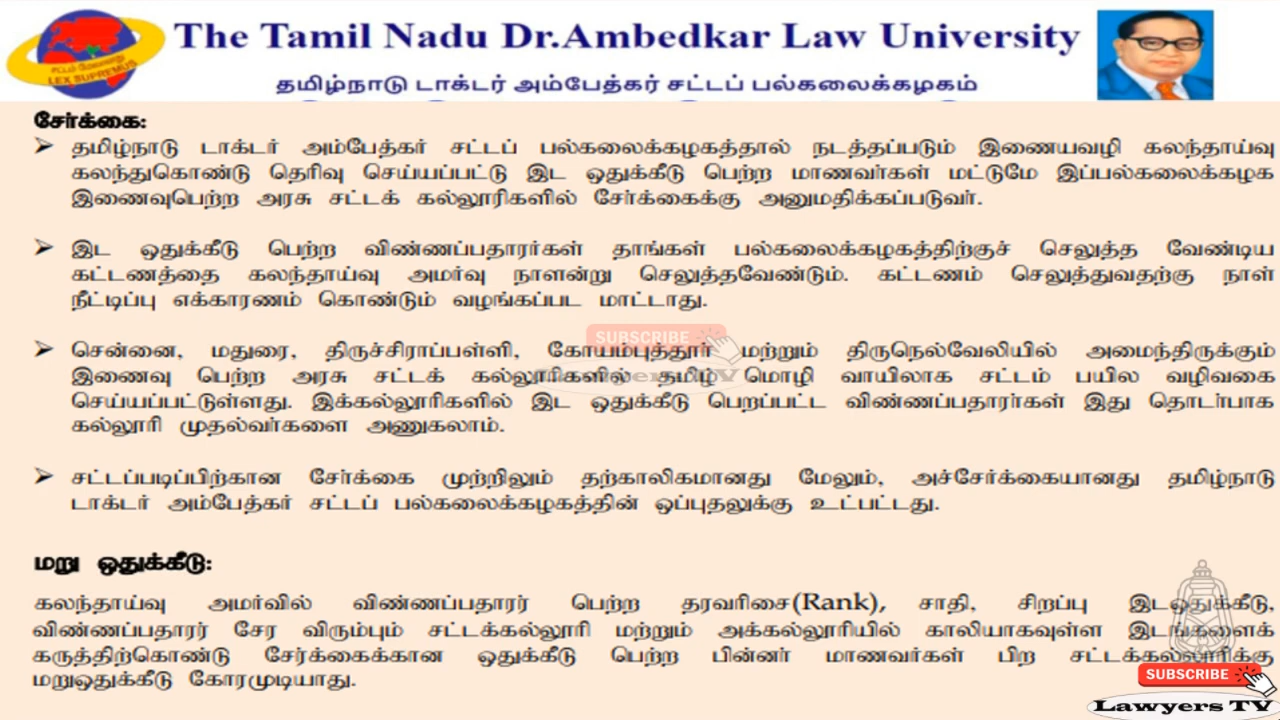 The Tamil Nadu Dr.Ambedkar Law University
தமிழ்நாடு டாக்டர் அம்பேத்கர் சட்டப் பல்கலைக்கழகம்
LEX SUPREMUS
சேர்க்கை:
➢ தமிழ்நாடு டாக்டர் அம்பேத்கர் சட்டப் பல்கலைக்கழகத்தால் நடத்தப்படும் இணையவழி கலந்தாய்வு
கலந்துகொண்டு தெரிவு செய்யப்பட்டு இட ஒதுக்கீடு பெற்ற மாணவர்கள் மட்டுமே இப்பல்கலைக்கழக
இணைவுபெற்ற அரசு சட்டக் கல்லூரிகளில் சேர்க்கைக்கு அனுமதிக்கப்படுவர்.
➢ இட ஒதுக்கீடு பெற்ற விண்ணப்பதாரர்கள் தாங்கள் பல்கலைக்கழகத்திற்குச் செலுத்த வேண்டிய
கட்டணத்தை கலந்தாய்வு அமர்வு நாளன்று செலுத்தவேண்டும். கட்டணம் செலுத்துவதற்கு நாள்
நீட்டிப்பு எக்காரணம் கொண்டும் வழங்கப்பட மாட்டாது.
SUBSCRIBE
➢ சென்னை, மதுரை, திருச்சிராப்பள்ளி, கோயம்புத்தூர் மற்றும் திருநெல்வேலியில் அமைந்திருக்கும்
இணைவு பெற்ற அரசு சட்டக் கல்லூரிகளில் தமிழ் மொழி வாயிலாக சட்டம் பயில வழிவகை
Lawyers TV
செய்யப்பட்டுள்ளது. இக்கல்லூரிகளில் இட ஒதுக்கீடு பெறப்பட்ட விண்ணப்பதாரர்கள் இது தொடர்பாக
கல்லூரி முதல்வர்களை அணுகலாம்.
➢ சட்டப்படிப்பிற்கான சேர்க்கை முற்றிலும் தற்காலிகமானது மேலும், அச்சேர்க்கையானது தமிழ்நாடு
டாக்டர் அம்பேத்கர் சட்டப் பல்கலைக்கழகத்தின் ஒப்புதலுக்கு உட்பட்டது.
மறு ஒதுக்கீடு:
கலந்தாய்வு அமர்வில் விண்ணப்பதாரர் பெற்ற தரவரிசை(Rank), சாதி, சிறப்பு இடஒதுக்கீடு,
விண்ணப்பதாரர் சேர விரும்பும் சட்டக்கல்லூரி மற்றும் அக்கல்லூரியில் காலியாகவுள்ள இடங்களைக்
கருத்திற்கொண்டு சேர்க்கைக்கான ஒதுக்கீடு பெற்ற பின்னர் மாணவர்கள் பிற சட்டக்கல்லூரிக்கு
மறுஒதுக்கீடு கோரமுடியாது.
SUBSCRIBE
Lawyers TV